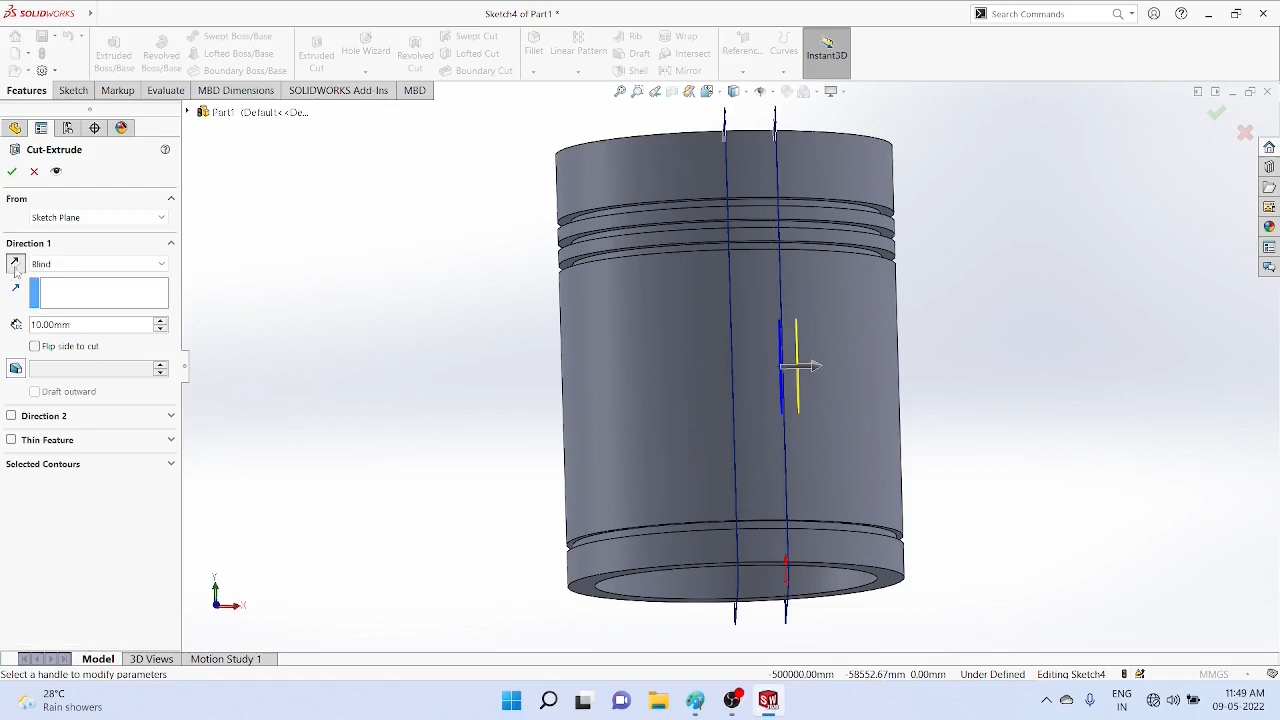 SOLIDWORKS
Sketch4 of Part1 *
Search Commands
Extruded Boss/Base
Revolved Boss/Base
Swept Boss/Base
Lofted Boss/Base
Boundary Boss/Base
Extruded Cut
Hole Wizard
Revolved Cut
Swept Cut
Lofted Cut
Boundary Cut
Fillet
Linear Pattern
Rib
Draft
Shell
Wrap
Intersect
Mirror
Referenc...
Curves
Instant3D
Features
Sketch
Markup
Evaluate
MBD Dimensions
SOLIDWORKS Add-Ins
MBD
Part1 (Default<<De...
Cut-Extrude
From
Sketch Plane
Direction 1
Blind
10.00mm
Flip side to cut
Draft outward
Direction 2
Thin Feature
Selected Contours
Y
X
Model
3D Views
Motion Study 1
Select a handle to modify parameters
-500000.00mm
-58552.67mm
0.00mm
Under Defined
Editing Sketch4
MMGS
28°C
Rain showers
ENG
IN
11:49 AM
09-05-2022